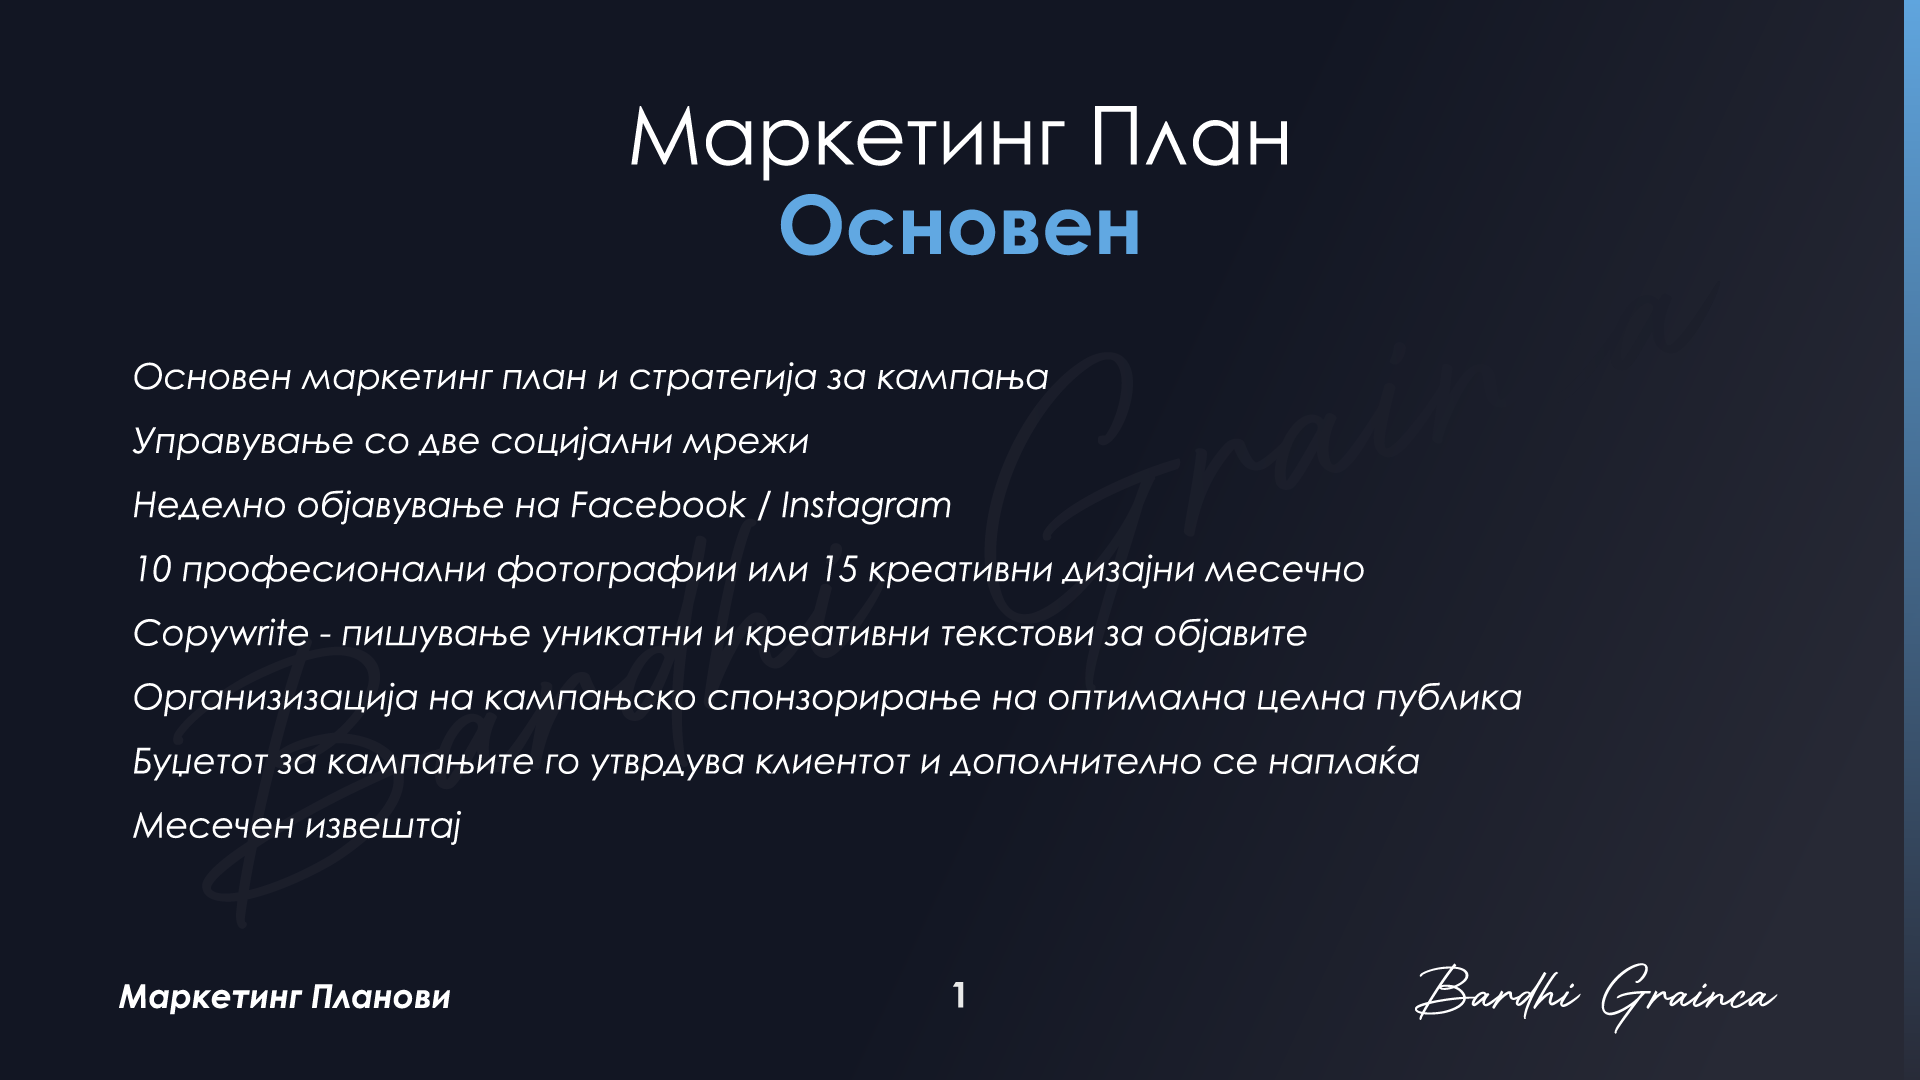 Маркетинг План
Основен
Основен маркетинг план и стратегија за кампања
Управување со две социјални мрежи
Неделно објавување на Facebook / Instagram
10 професионални фотографии или 15 креативни дизајни месечно
Copywrite - пишување уникатни и креативни текстови за објавите
Организизација на кампањско спонзорирање на оптимална целна публика
Буџетот за кампањите го утврдува клиентот и дополнително се наплаќа
Месечен извештај
Bardhi Grainca
Маркетинг Планови
1
Bardhi Grainca